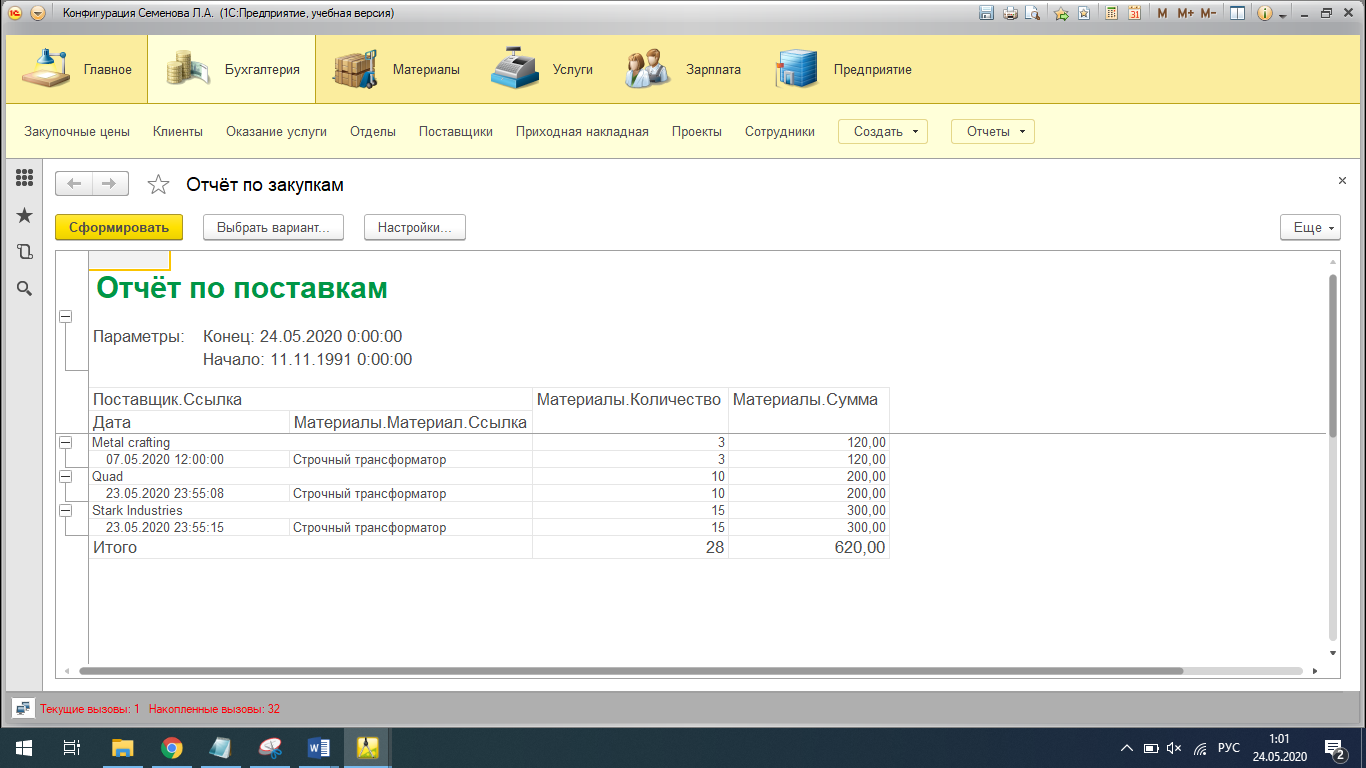 Конфигурация Семенова Л.А. (1С:Предприятие, учебная версия)
M M+ M-
31
Главное Бухгалтерия Материалы Услуги Зарплата Предприятие
Закупочные цены Клиенты Оказание услуги Отделы Поставщики Приходная накладная Проекты Сотрудники Создать Отчеты
Отчёт по закупкам
Сформировать Выбрать вариант... Настройки... Еще
Отчёт по поставкам
Параметры: Конец: 24.05.2020 0:00:00
Начало: 11.11.1991 0:00:00
Поставщик.Ссылка Материалы.Количество Материалы.Сумма
Дата Материалы.Материал.Ссылка
Metal crafting 3 120,00
07.05.2020 12:00:00 Строчный трансформатор 3 120,00
Quad 10 200,00
23.05.2020 23:55:08 Строчный трансформатор 10 200,00
Stark Industries 15 300,00
23.05.2020 23:55:15 Строчный трансформатор 15 300,00
Итого 28 620,00
Текущие вызовы: 1 Накопленные вызовы: 32
РУС 1:01
24.05.2020 2